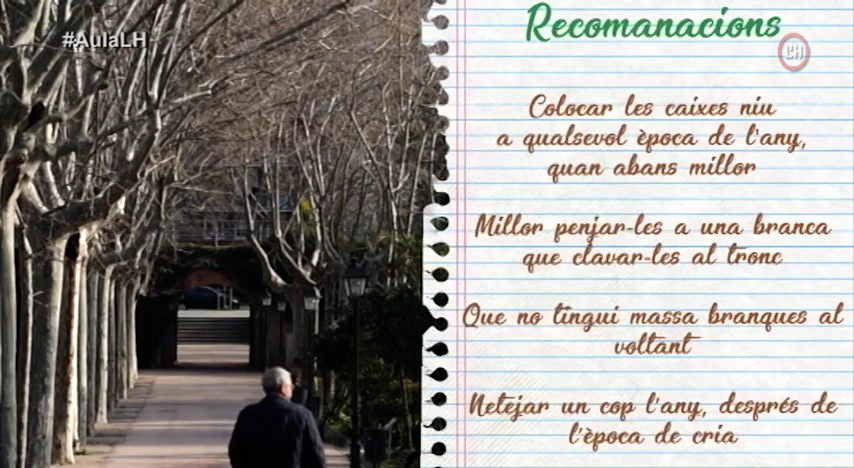 #AulaLH
Recomanacions
LH
Colocar les caixes niu
a qualsevol època de l'any,
quan abans millor
Millor penjar-les a una branca
que clavar-les al tronc
Que no tingui massa branques al
voltant
Netejar un cop l'any, després de
l'època de cria